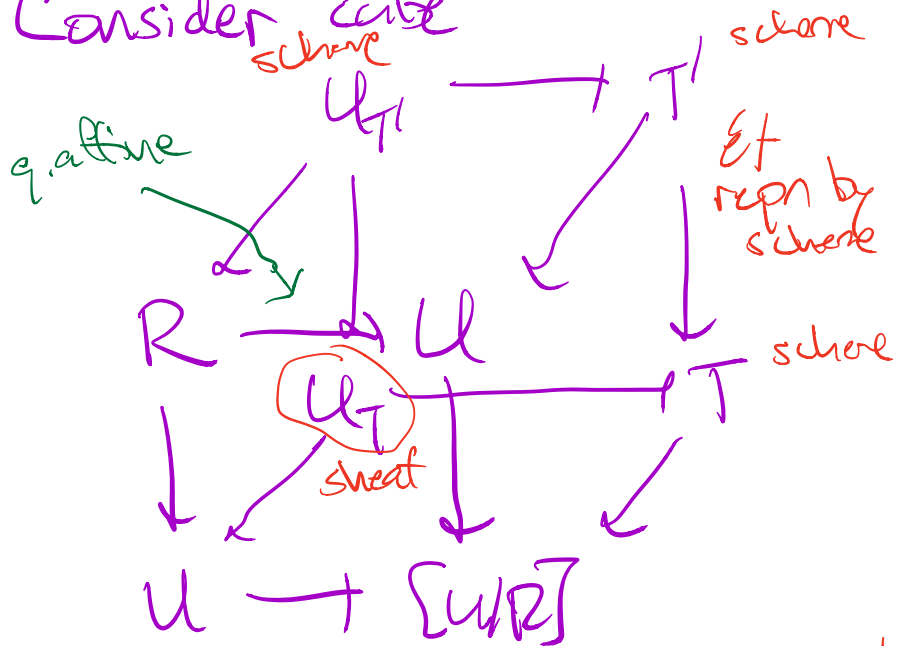 Consider cube
scheme
scheme
U_T' T'
q.affine
Et
repn by
scheme
R U
scheme
U_T T
sheaf
U [U/R]